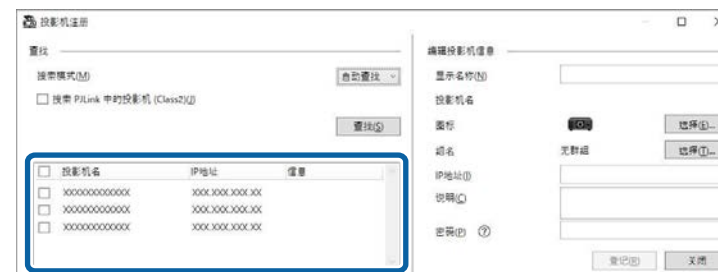 投影机注册
查找
搜索模式(M)
自动查找
搜索 PJLink 中的投影机 (Class2)(J)
查找(S)
投影机名 IP地址 信息
XXXXXXXXXXXX XXX.XXX.XXX.XX
XXXXXXXXXXXX XXX.XXX.XXX.XX
XXXXXXXXXXXX XXX.XXX.XXX.XX
编辑投影机信息
显示名称(N)
投影机名
图标 选择(E)...
组名 无群组 选择(T)...
IP地址(I)
说明(C)
密码(P) ?
登记(R) 关闭